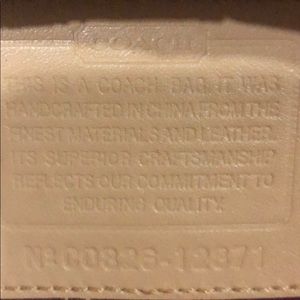 COACH
THIS IS A COACH BAG. IT WAS
HANDCRAFTED IN CHINA, FROM THE
FINEST MATERIALS AND LEATHER.
ITS SUPERIOR CRAFTSMANSHIP
REFLECTS OUR COMMITMENT TO
ENDURING QUALITY.
Nº C0826-12371